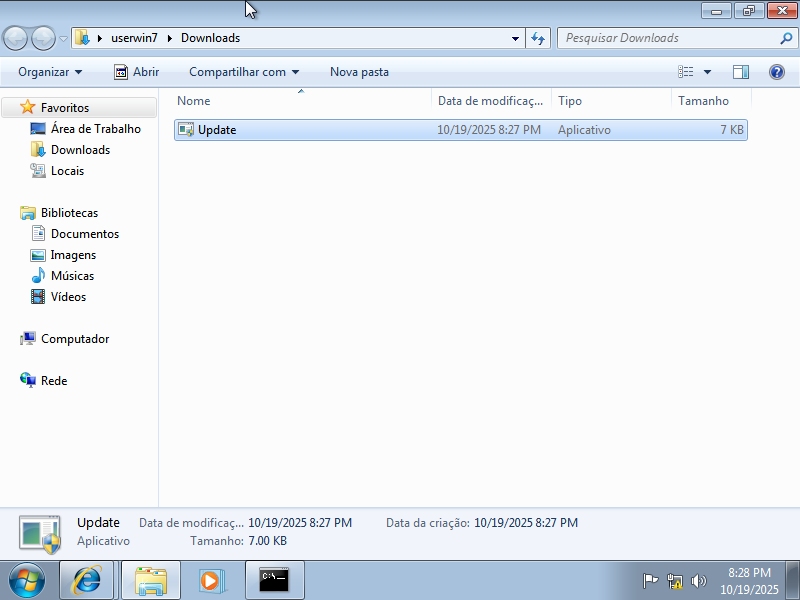 userwin7 Downloads
Pesquisar Downloads
Organizar Abrir Compartilhar com Nova pasta
Nome Data de modificaç... Tipo Tamanho
Update 10/19/2025 8:27 PM Aplicativo 7 KB
Favoritos
Área de Trabalho
Downloads
Locais
Bibliotecas
Documentos
Imagens
Músicas
Vídeos
Computador
Rede
Update Data de modificaç... 10/19/2025 8:27 PM Data da criação: 10/19/2025 8:27 PM
Aplicativo Tamanho: 7.00 KB
C:\_
8:28 PM
10/19/2025